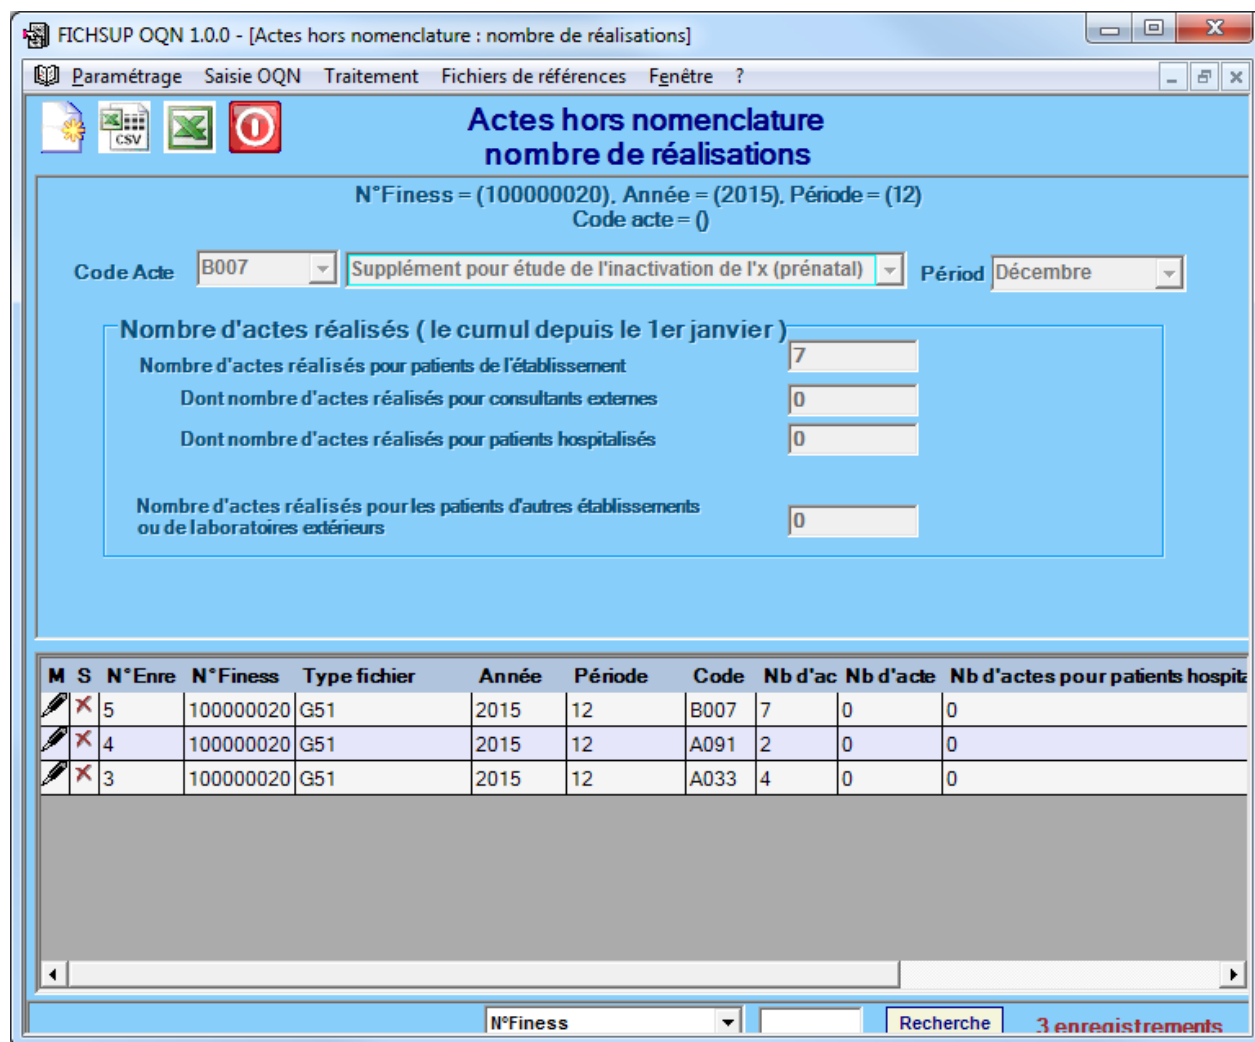 FICHSUP OQN 1.0.0 - [Actes hors nomenclature : nombre de réalisations]
Paramétrage Saisie OQN Traitement Fichiers de références Fenêtre ?
CSV
Actes hors nomenclature
nombre de réalisations
N°Finess = (100000020), Année = (2015), Période = (12)
Code acte = ()
Code Acte B007 Supplément pour étude de l'inactivation de l'x (prénatal) Périod Décembre
Nombre d'actes réalisés ( le cumul depuis le 1er janvier )
Nombre d'actes réalisés pour patients de l'établissement 7
Dont nombre d'actes réalisés pour consultants externes 0
Dont nombre d'actes réalisés pour patients hospitalisés 0
Nombre d'actes réalisés pour les patients d'autres établissements
ou de laboratoires extérieurs 0
M S N°Enre N°Finess Type fichier Année Période Code Nb d'ac Nb d'acte Nb d'actes pour patients hospita
5 100000020 G51 2015 12 B007 7 0 0
4 100000020 G51 2015 12 A091 2 0 0
3 100000020 G51 2015 12 A033 4 0 0
N°Finess Recherche 3 enregistrements